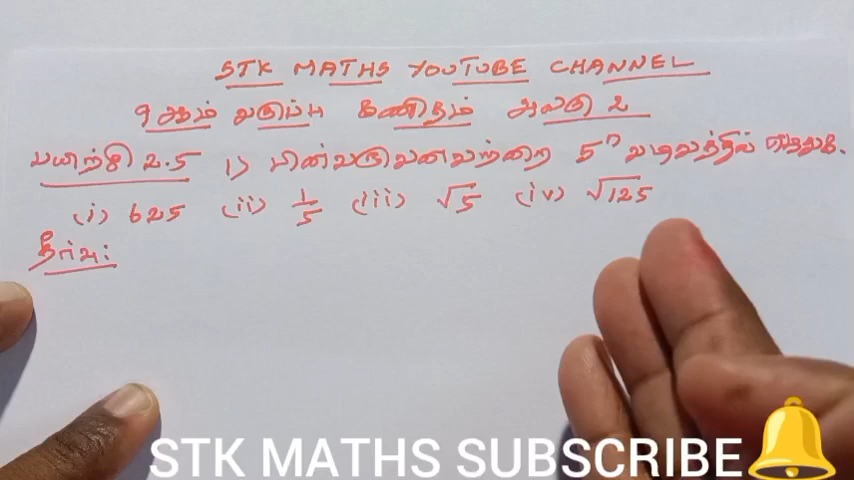 STK MATHS YOUTUBE CHANNEL
9 ஆகம் வகுப்பு கணிதம் அலகு 2
பயிற்சி 2.5 1) பின்வருவனவற்றை 5ⁿ வடிவத்தில் எழுதுக.
(i) 625 (ii) 1/5 (iii) √5 (iv) √125
தீர்வு:
STK MATHS SUBSCRIBE